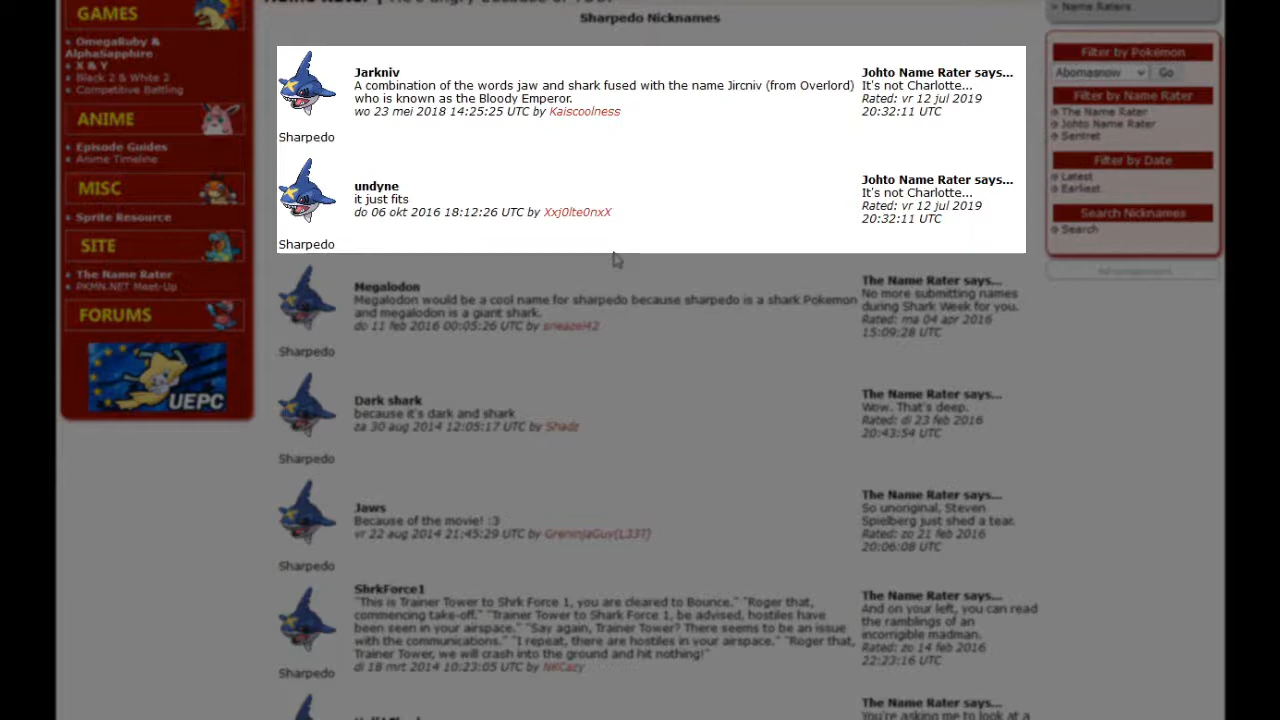 GAMES
OmegaRuby &
AlphaSapphire
X & Y
Black 2 & White 2
Competitive Battling
ANIME
Episode Guides
Anime Timeline
MISC
Sprite Resource
SITE
The Name Rater
PKMN.NET Meet-Up
FORUMS
UEPC
Sharpedo Nicknames
Jarkniv
A combination of the words jaw and shark fused with the name Jircniv (from Overlord)
who is known as the Bloody Emperor.
wo 23 mei 2018 14:25:25 UTC by Kaiscoolness
Sharpedo
Johto Name Rater says...
It's not Charlotte...
Rated: vr 12 jul 2019
20:32:11 UTC
undyne
it just fits
do 06 okt 2016 18:12:26 UTC by Xxj0lte0nxX
Sharpedo
Johto Name Rater says...
It's not Charlotte...
Rated: vr 12 jul 2019
20:32:11 UTC
Megalodon
Megalodon would be a cool name for sharpedo because sharpedo is a shark Pokemon
and megalodon is a giant shark.
do 11 feb 2016 00:05:26 UTC by sneazel42
Sharpedo
The Name Rater says...
No more submitting names
during Shark Week for you.
Rated: ma 04 apr 2016
15:09:28 UTC
Dark shark
because it's dark and shark
za 30 aug 2014 12:05:17 UTC by Shadz
Sharpedo
The Name Rater says...
Wow. That's deep.
Rated: di 23 feb 2016
20:43:54 UTC
Jaws
Because of the movie! :3
vr 22 aug 2014 21:45:29 UTC by GreninjaGuy(L337)
Sharpedo
The Name Rater says...
So unoriginal, Steven
Spielberg just shed a tear.
Rated: zo 21 feb 2016
20:06:08 UTC
ShrkForce1
"This is Trainer Tower to Shrk Force 1, you are cleared to Bounce." "Roger that,
commencing take-off." "Trainer Tower to Shark Force 1, be advised, hostiles have
been seen in your airspace." "Say again, Trainer Tower? There seems to be an issue
with the communications." "I repeat, there are hostiles in your airspace." "Roger that,
Trainer Tower, we will crash into the ground and hit nothing!"
di 18 mrt 2014 10:23:05 UTC by NKCazy
Sharpedo
The Name Rater says...
And on your left, you can read
the ramblings of an
incorrigible madman.
Rated: zo 14 feb 2016
22:23:16 UTC
The Name Rater says...
You're asking me to look at a
Name Raters
Filter by Pokémon
Abomasnow Go
Filter by Name Rater
The Name Rater
Johto Name Rater
Sentret
Filter by Date
Latest
Earliest
Search Nicknames
Search